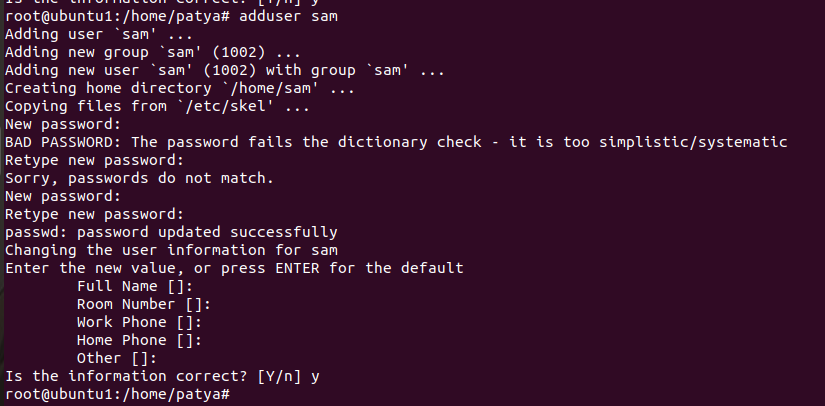 is the information correct? [Y/n] y
root@ubuntu1:/home/patya# adduser sam
Adding user `sam' ...
Adding new group `sam' (1002) ...
Adding new user `sam' (1002) with group `sam' ...
Creating home directory `/home/sam' ...
Copying files from `/etc/skel' ...
New password:
BAD PASSWORD: The password fails the dictionary check - it is too simplistic/systematic
Retype new password:
Sorry, passwords do not match.
New password:
Retype new password:
passwd: password updated successfully
Changing the user information for sam
Enter the new value, or press ENTER for the default
Full Name []:
Room Number []:
Work Phone []:
Home Phone []:
Other []:
Is the information correct? [Y/n] y
root@ubuntu1:/home/patya#